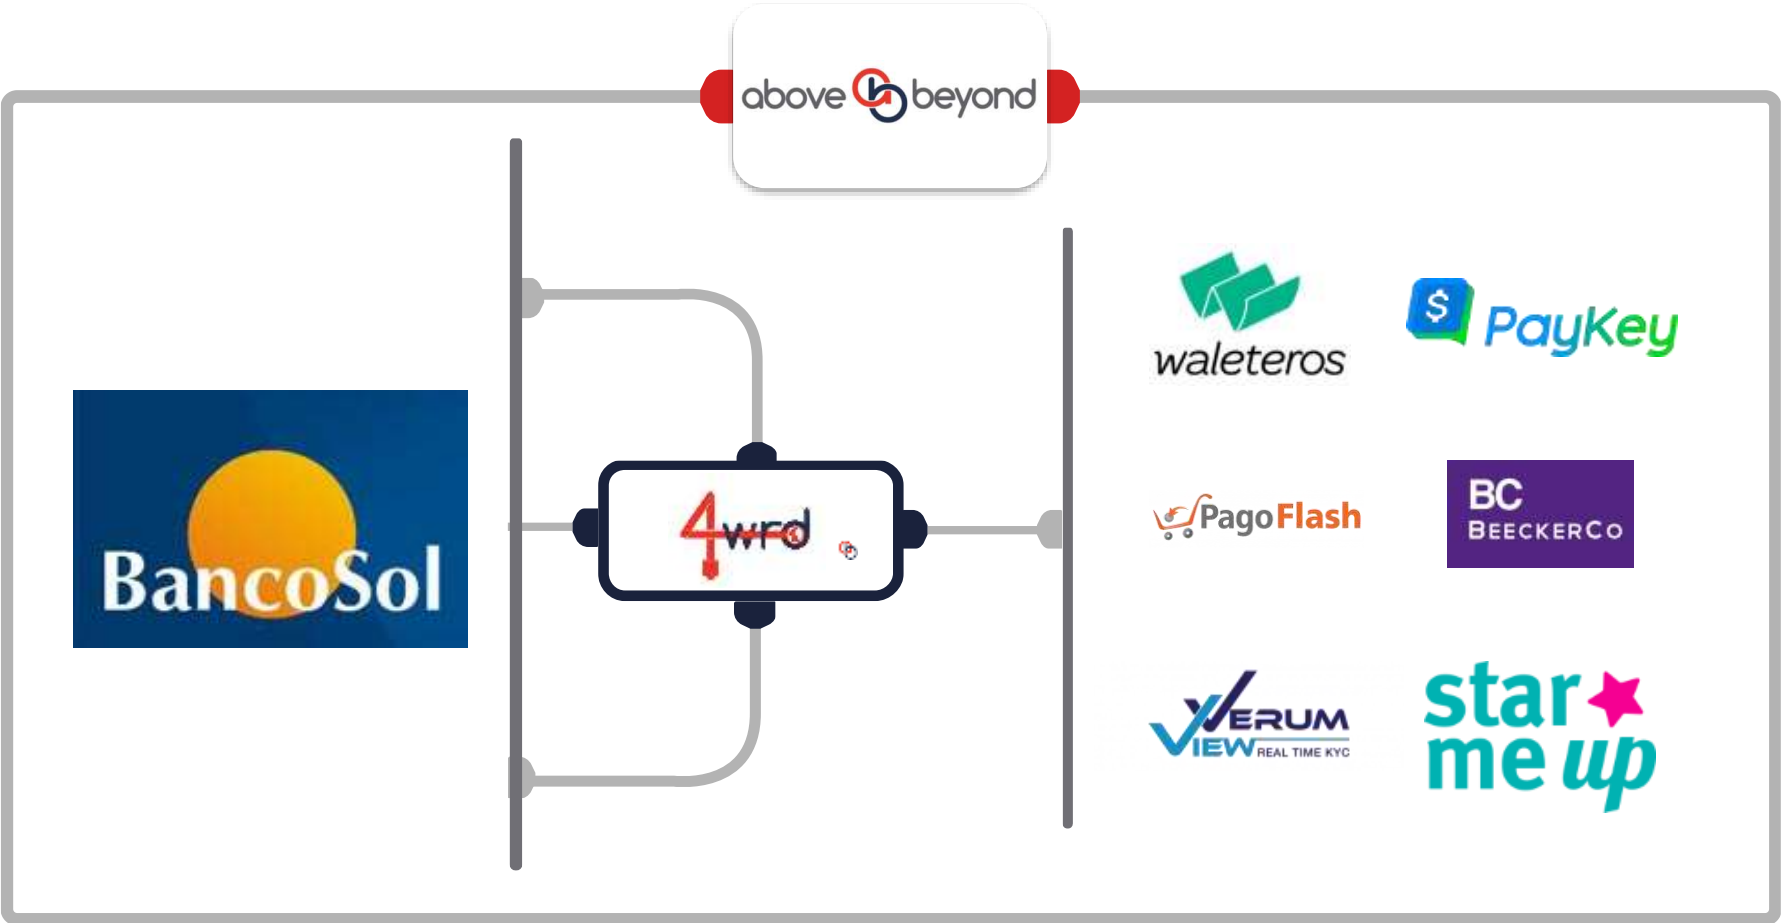 above beyond
BancoSol
4wrd
waleteros
$ PayKey
PagoFlash
BC
BEECKERCO
VERUM
VIEW REAL TIME KYC
star
me up